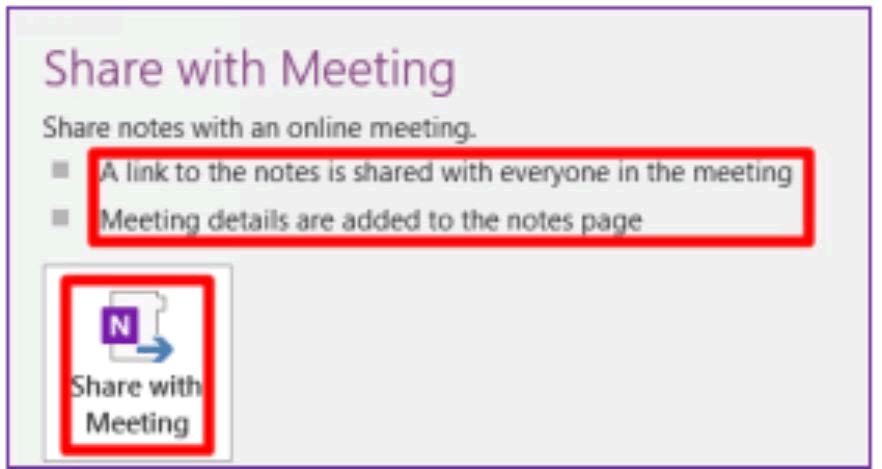 Share with Meeting
Share notes with an online meeting.
A link to the notes is shared with everyone in the meeting
Meeting details are added to the notes page
N
Share with
Meeting